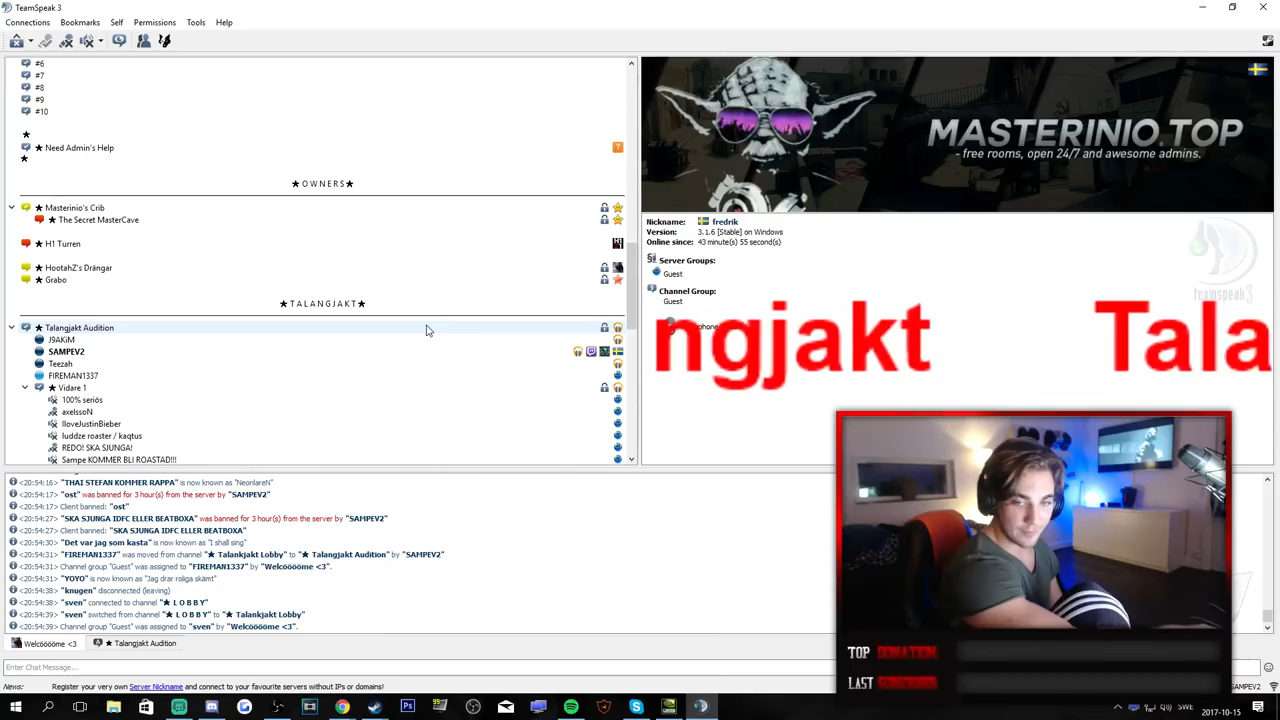 TeamSpeak 3
Connections Bookmarks Self Permissions Tools Help
#6
#7
#8
#9
#10
★
★ Need Admin's Help
★
★ O W N E R S ★
★ Masterinio's Crib
★ The Secret MasterCave
★ H1 Turren
★ HootahZ's Drängar
★ Grabo
★ T A L A N G J A K T ★
★ Talangjakt Audition
J9AKiM
SAMPEV2
Teezah
FIREMAN1337
★ Vidare 1
100% seriös
axelssoN
IloveJustinBieber
luddze roaster / kaqtus
REDO! SKA SJUNGA!
Sampe KOMMER BLI ROASTAD!!!
MASTERINIO.TOP
- free rooms, open 24/7 and awesome admins.
Nickname: fredrik
Version: 3.1.6 [Stable] on Windows
Online since: 43 minute(s) 55 second(s)
Server Groups:
Guest
Channel Group:
Guest
teamspeak3
ngjakt Tala
<20:54:16> "THAI STEFAN KOMMER RAPPA" is now known as "NeonlareN"
<20:54:17> "ost" was banned for 3 hour(s) from the server by "SAMPEV2"
<20:54:17> Client banned: "ost"
<20:54:27> "SKA SJUNGA IDFC ELLER BEATBOXA" was banned for 3 hour(s) from the server by "SAMPEV2"
<20:54:27> Client banned: "SKA SJUNGA IDFC ELLER BEATBOXA"
<20:54:30> "Det var jag som kasta" is now known as "I shall sing"
<20:54:31> "FIREMAN1337" was moved from channel "★ Talankjakt Lobby" to "★ Talangjakt Audition" by "SAMPEV2"
<20:54:31> Channel group "Guest" was assigned to "FIREMAN1337" by "Welcööööme <3".
<20:54:31> "YOYO" is now known as "Jag drar roliga skämt"
<20:54:38> "knugen" disconnected (leaving)
<20:54:38> "sven" connected to channel "★ L O B B Y"
<20:54:39> "sven" switched from channel "★ L O B B Y" to "★ Talankjakt Lobby"
<20:54:39> Channel group "Guest" was assigned to "sven" by "Welcööööme <3".
Welcööööme <3 ★ Talangjakt Audition
Enter Chat Message...
News: Register your very own Server Nickname and connect to your favourite servers without IPs or domains!
SAMPEV2
TOP DONATION
LAST
SWE
2017-10-15